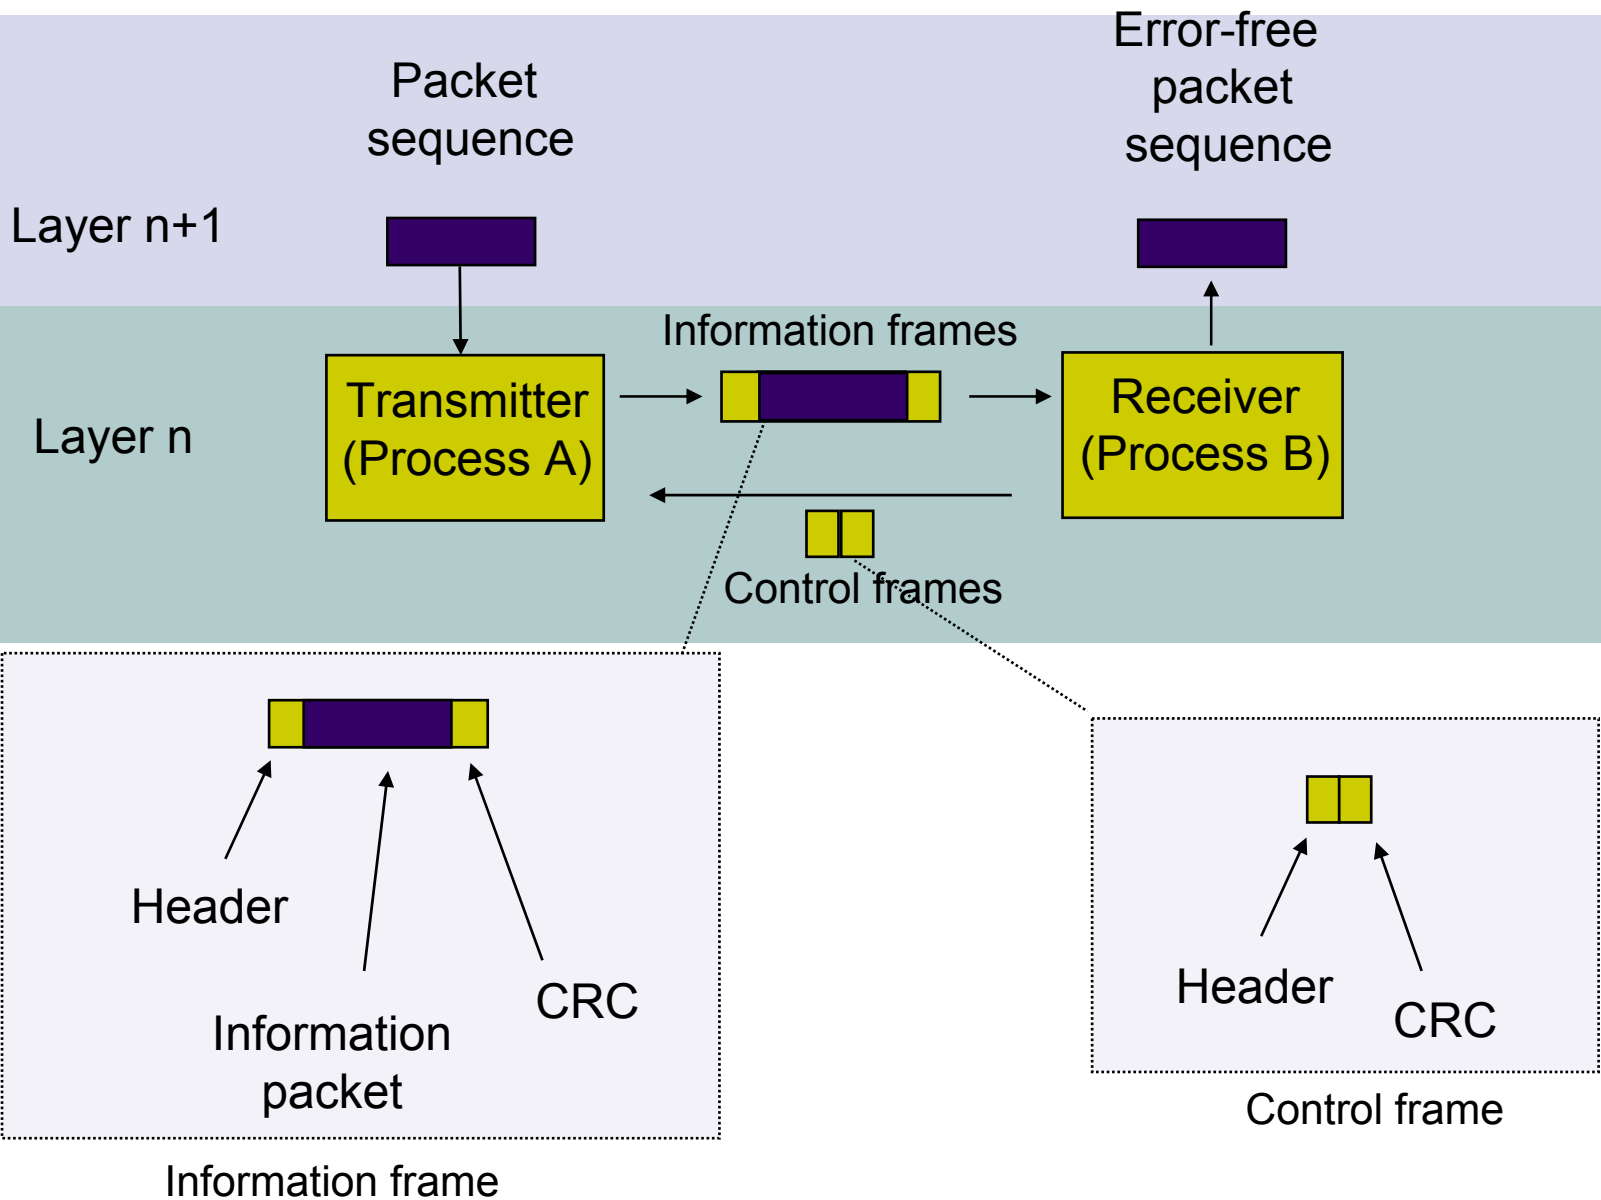 Error-free
packet
sequence
Packet
sequence
Layer n+1
Information frames
Transmitter
(Process A)
Receiver
(Process B)
Layer n
Control frames
Header
CRC
Information
packet
Header
CRC
Control frame
Information frame